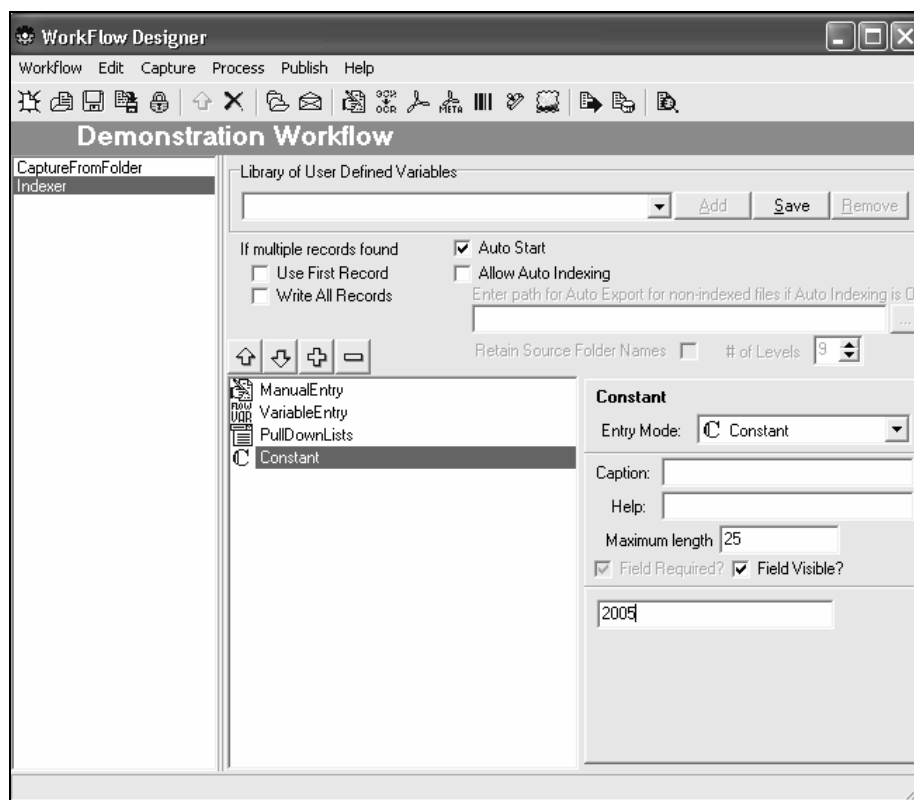 WorkFlow Designer
Workflow Edit Capture Process Publish Help
OCR META
Demonstration Workflow
CaptureFromFolder
Indexer
Library of User Defined Variables
Add Save Remove
If multiple records found
Use First Record
Write All Records
Auto Start
Allow Auto Indexing
Enter path for Auto Export for non-indexed files if Auto Indexing is O
...
Retain Source Folder Names # of Levels 9
ManualEntry
VariableEntry
PullDownLists
Constant
Constant
Entry Mode: C Constant
Caption:
Help:
Maximum length 25
Field Required? Field Visible?
2005